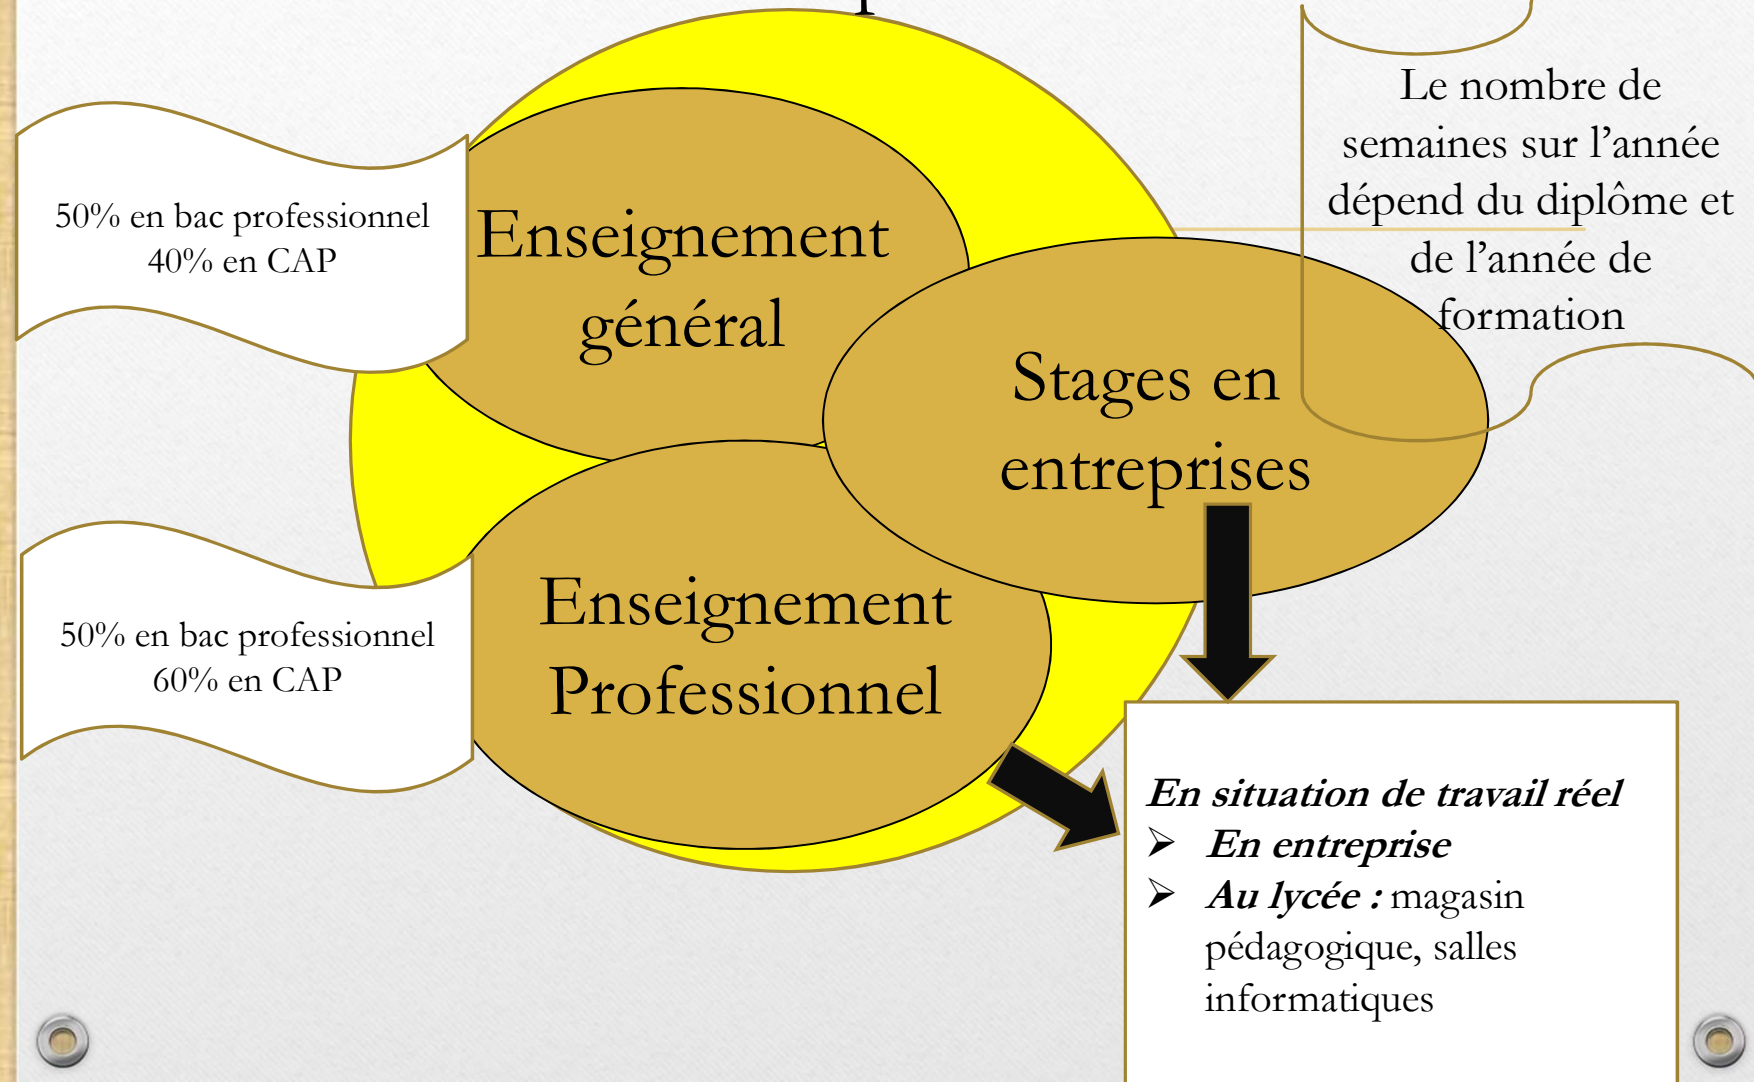 Le nombre de
semaines sur l’année
dépend du diplôme et
de l’année de
formation
50% en bac professionnel
40% en CAP
Enseignement
général
Stages en
entreprises
50% en bac professionnel
60% en CAP
Enseignement
Professionnel
En situation de travail réel
➢ En entreprise
➢ Au lycée : magasin
pédagogique, salles
informatiques